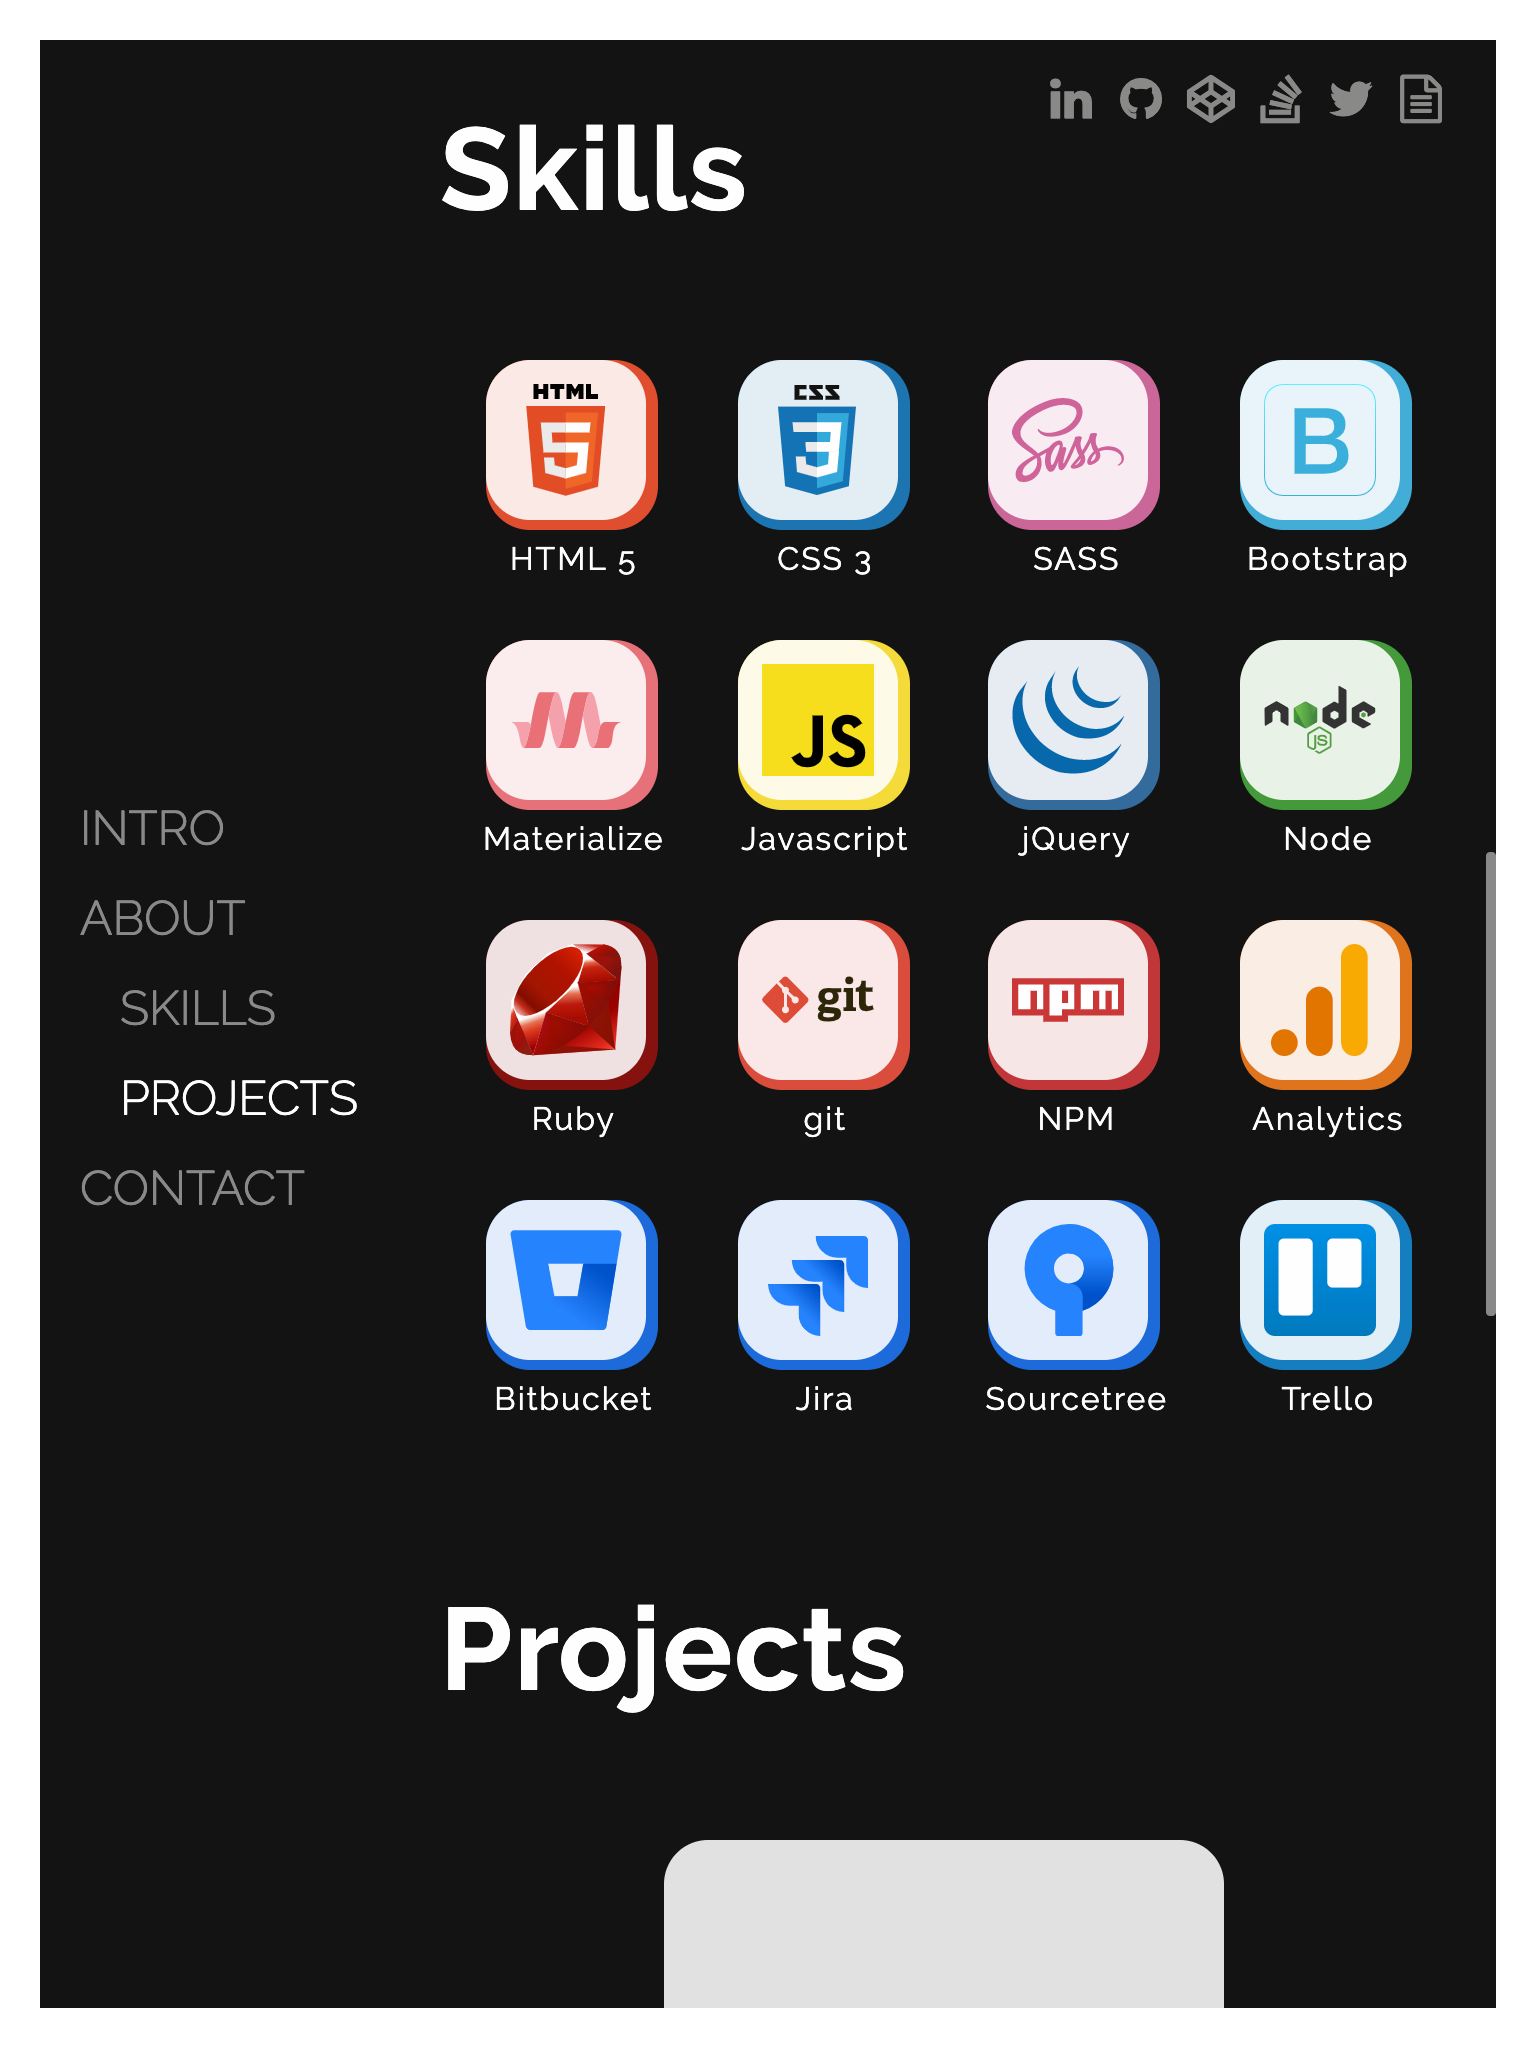 in
Skills
HTML
5
CSS
3
Sass
B
HTML 5
CSS 3
SASS
Bootstrap
M
JS
node
JS
Materialize
Javascript
jQuery
Node
git
npm
Ruby
git
NPM
Analytics
Bitbucket
Jira
Sourcetree
Trello
INTRO
ABOUT
SKILLS
PROJECTS
CONTACT
Projects